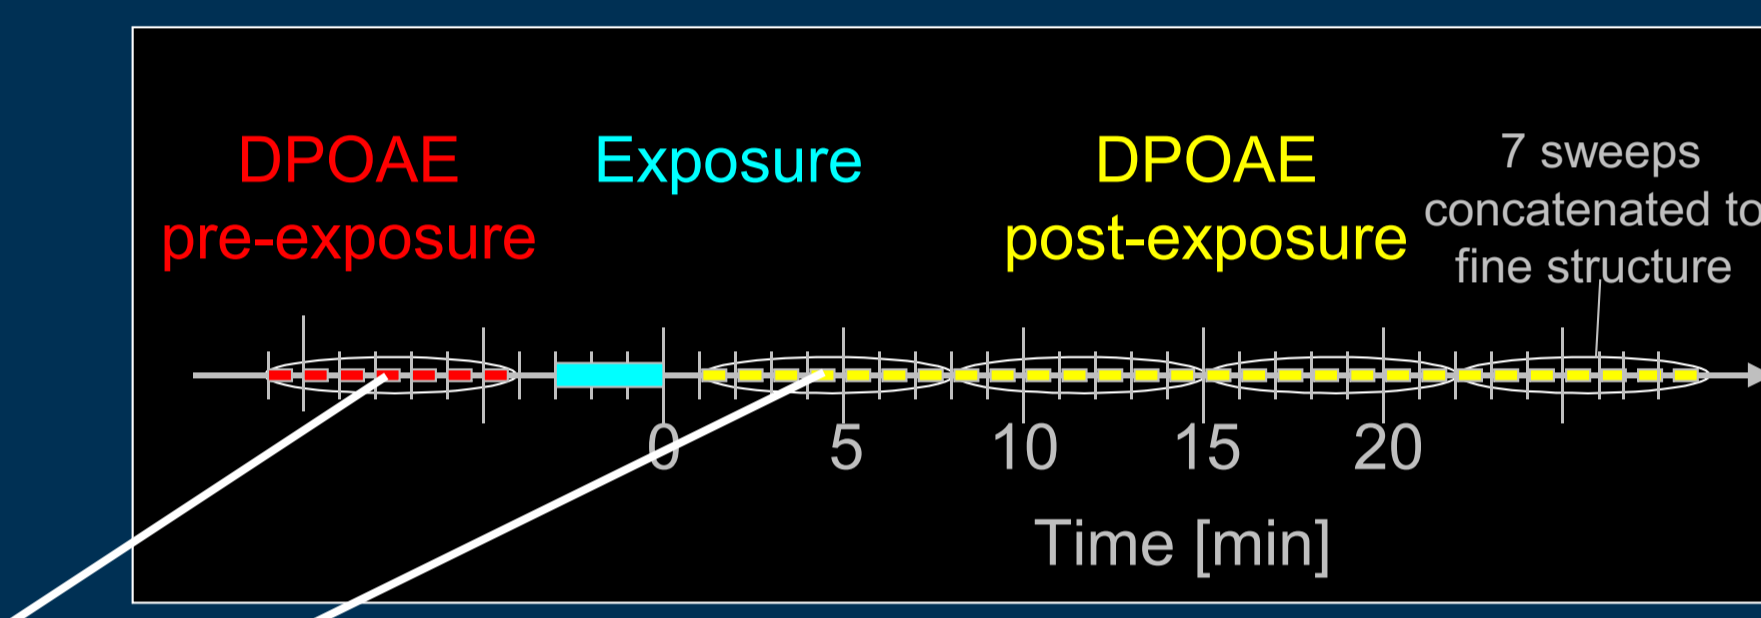 DPOAE
pre-exposure
Exposure
DPOAE
post-exposure
7 sweeps
concatenated to
fine structure
0
5
10
15
20
Time [min]